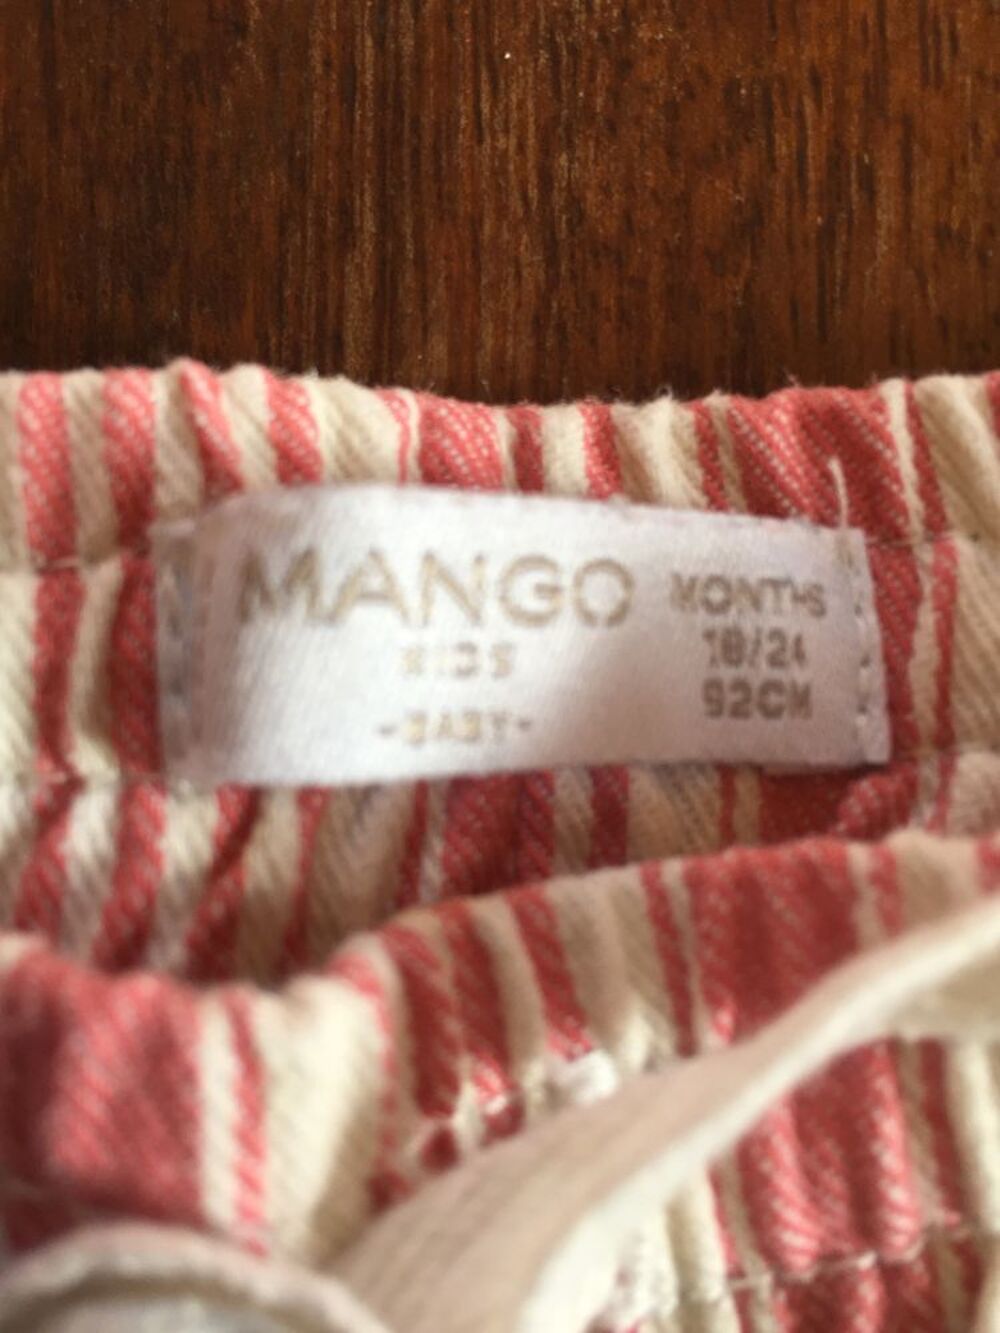 MANGO
KIDS
-BABY-
MONTHS
18/24
92CM